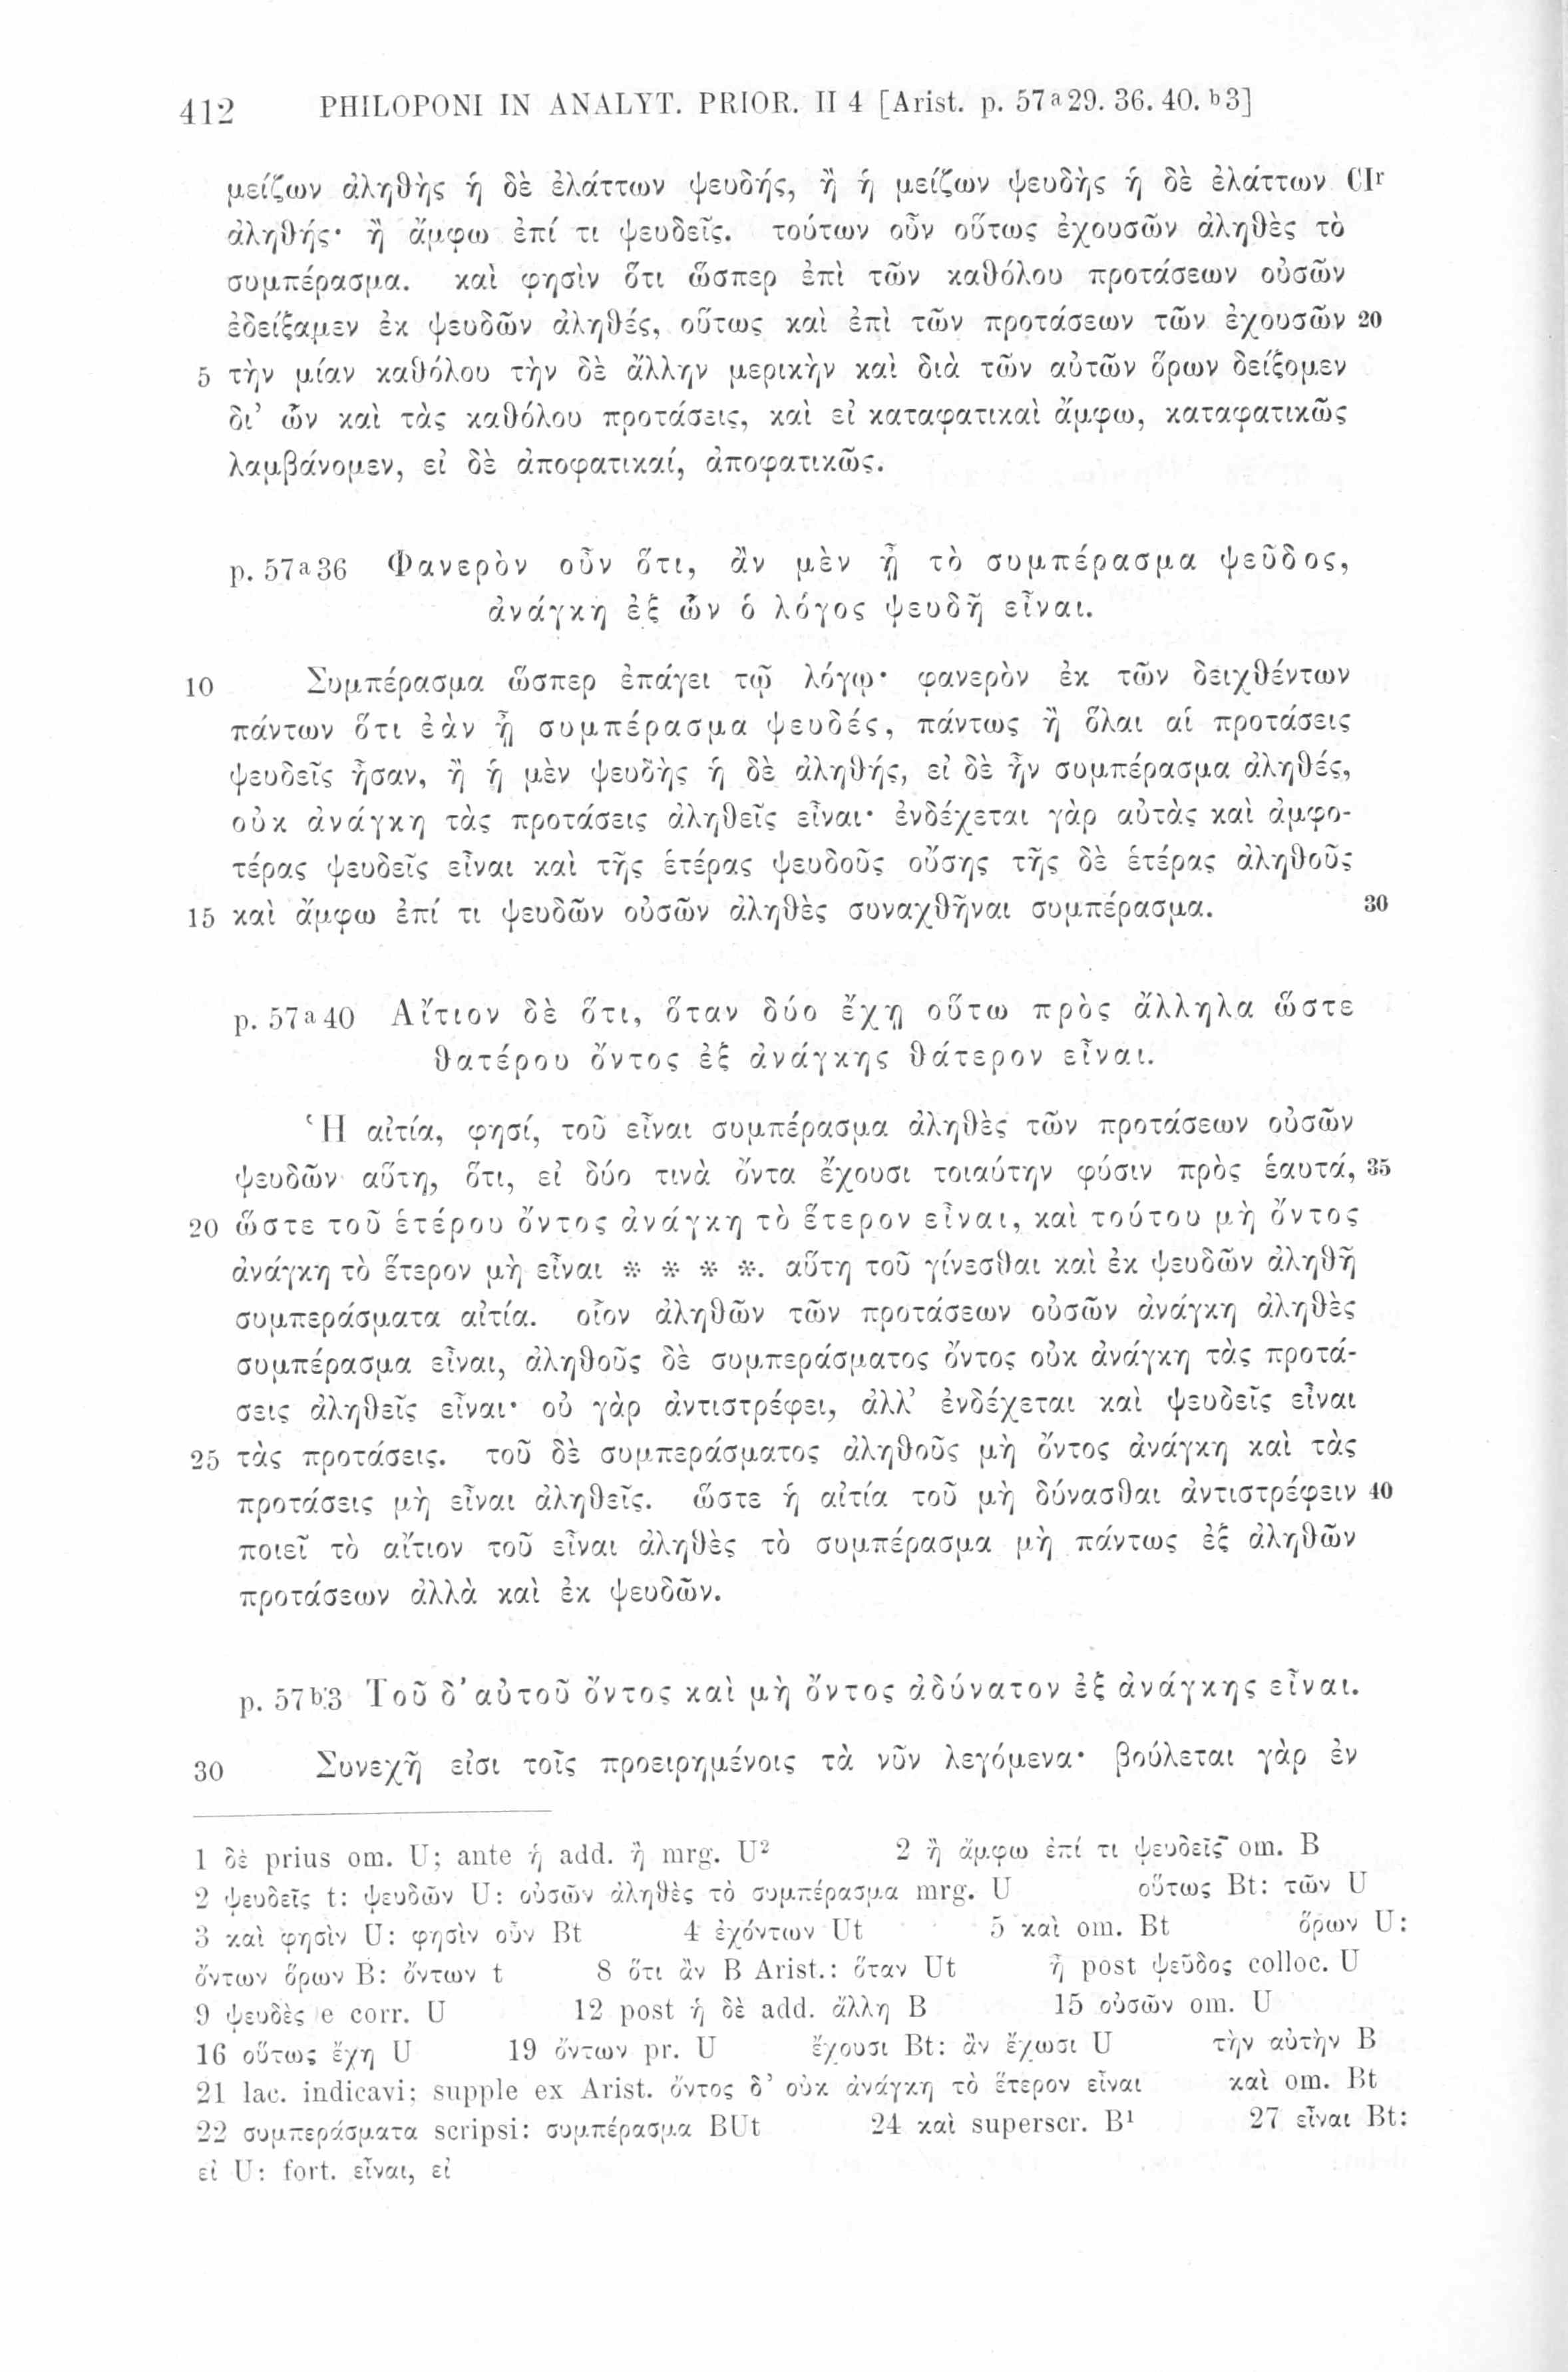 412 PHILOPONI IN ANALYT. PRIOR. II 4 [Arist. p. 57a29. 36. 40. b3]
μείζων ἀληθὴς ἡ δὲ ἐλάττων ψευδής, ἢ ἡ μείζων ψευδὴς ἡ δὲ ἐλάττων CIr
ἀληθής· ἢ ἄμφω ἐπί τι ψευδεῖς. τούτων οὖν οὕτως ἐχουσῶν ἀληθὲς τὸ
συμπέρασμα. καὶ φησὶν ὅτι ὥσπερ ἐπὶ τῶν καθόλου προτάσεων οὐσῶν
ἐδείξαμεν ἐκ ψευδῶν ἀληθές, οὕτως καὶ ἐπὶ τῶν προτάσεων τῶν ἐχουσῶν 20
5 τὴν μίαν καθόλου τὴν δὲ ἄλλην μερικὴν καὶ διὰ τῶν αὐτῶν ὅρων δείξομεν
δι’ ὧν καὶ τὰς καθόλου προτάσεις, καὶ εἰ καταφατικαὶ ἄμφω, καταφατικῶς
λαμβάνομεν, εἰ δὲ ἀποφατικαί, ἀποφατικῶς.
p. 57a36 Φανερὸν οὖν ὅτι, ἂν μὲν ᾖ τὸ συμπέρασμα ψεῦδος,
ἀνάγκη ἐξ ὧν ὁ λόγος ψευδῆ εἶναι.
10 Συμπέρασμα ὥσπερ ἐπάγει τῷ λόγῳ· φανερὸν ἐκ τῶν δειχθέντων
πάντων ὅτι ἐὰν ᾖ συμπέρασμα ψευδές, πάντως ἢ ὅλαι αἱ προτάσεις
ψευδεῖς ἦσαν, ἢ ἡ μὲν ψευδὴς ἡ δὲ ἀληθής, εἰ δὲ ἦν συμπέρασμα ἀληθές,
οὐκ ἀνάγκη τὰς προτάσεις ἀληθεῖς εἶναι· ἐνδέχεται γὰρ αὐτὰς καὶ ἀμφο-
τέρας ψευδεῖς εἶναι καὶ τῆς ἑτέρας ψευδοῦς οὔσης τῆς δὲ ἑτέρας ἀληθοῦς
15 καὶ ἄμφω ἐπί τι ψευδῶν οὐσῶν ἀληθὲς συναχθῆναι συμπέρασμα. 30
p. 57a40 Αἴτιον δὲ ὅτι, ὅταν δύο ἔχῃ οὕτω πρὸς ἄλληλα ὥστε
θατέρου ὄντος ἐξ ἀνάγκης θάτερον εἶναι.
Ἡ αἰτία, φησί, τοῦ εἶναι συμπέρασμα ἀληθὲς τῶν προτάσεων οὐσῶν
ψευδῶν αὕτη, ὅτι, εἰ δύο τινὰ ὄντα ἔχουσι τοιαύτην φύσιν πρὸς ἑαυτά, 35
20 ὥστε τοῦ ἑτέρου ὄντος ἀνάγκη τὸ ἕτερον εἶναι, καὶ τούτου μὴ ὄντος
ἀνάγκη τὸ ἕτερον μὴ εἶναι * * * *. αὕτη τοῦ γίνεσθαι καὶ ἐκ ψευδῶν ἀληθῆ
συμπεράσματα αἰτία. οἷον ἀληθῶν τῶν προτάσεων οὐσῶν ἀνάγκη ἀληθὲς
συμπέρασμα εἶναι, ἀληθοῦς δὲ συμπεράσματος ὄντος οὐκ ἀνάγκη τὰς προτά-
σεις ἀληθεῖς εἶναι· οὐ γὰρ ἀντιστρέφει, ἀλλ’ ἐνδέχεται καὶ ψευδεῖς εἶναι
25 τὰς προτάσεις. τοῦ δὲ συμπεράσματος ἀληθοῦς μὴ ὄντος ἀνάγκη καὶ τὰς
προτάσεις μὴ εἶναι ἀληθεῖς. ὥστε ἡ αἰτία τοῦ μὴ δύνασθαι ἀντιστρέφειν 40
ποιεῖ τὸ αἴτιον τοῦ εἶναι ἀληθὲς τὸ συμπέρασμα μὴ πάντως ἐξ ἀληθῶν
προτάσεων ἀλλὰ καὶ ἐκ ψευδῶν.
p. 57b3 Τοῦ δ’ αὐτοῦ ὄντος καὶ μὴ ὄντος ἀδύνατον ἐξ ἀνάγκης εἶναι.
30 Συνεχῆ εἰσι τοῖς προειρημένοις τὰ νῦν λεγόμενα· βούλεται γὰρ ἐν
1 δὲ prius om. U; ante ἡ add. ἢ mrg. U² 2 ἢ ἄμφω ἐπί τι ψευδεῖς om. B
2 ψευδεῖς t: ψευδῶν U: οὐσῶν ἀληθὲς τὸ συμπέρασμα mrg. U οὕτως Bt: τῶν U
3 καὶ φησὶν U: φησὶν οὖν Bt 4 ἐχόντων Ut 5 καὶ om. Bt ὅρων U:
ὄντων ὅρων B: ὄντων t 8 ὅτι ἂν B Arist.: ὅταν Ut ᾖ post ψεῦδος colloc. U
9 ψευδὲς e corr. U 12 post ἡ δὲ add. ἄλλη B 15 οὐσῶν om. U
16 οὕτως ἔχῃ U 19 ὄντων pr. U ἔχουσι Bt: ἂν ἔχωσι U τὴν αὐτὴν B
21 lac. indicavi; supple ex Arist. ὄντος δ’ οὐκ ἀνάγκη τὸ ἕτερον εἶναι καὶ om. Bt
22 συμπεράσματα scripsi: συμπέρασμα BUt 24 καὶ superscr. B¹ 27 εἶναι Bt:
εἰ U: fort. εἶναι, εἰ